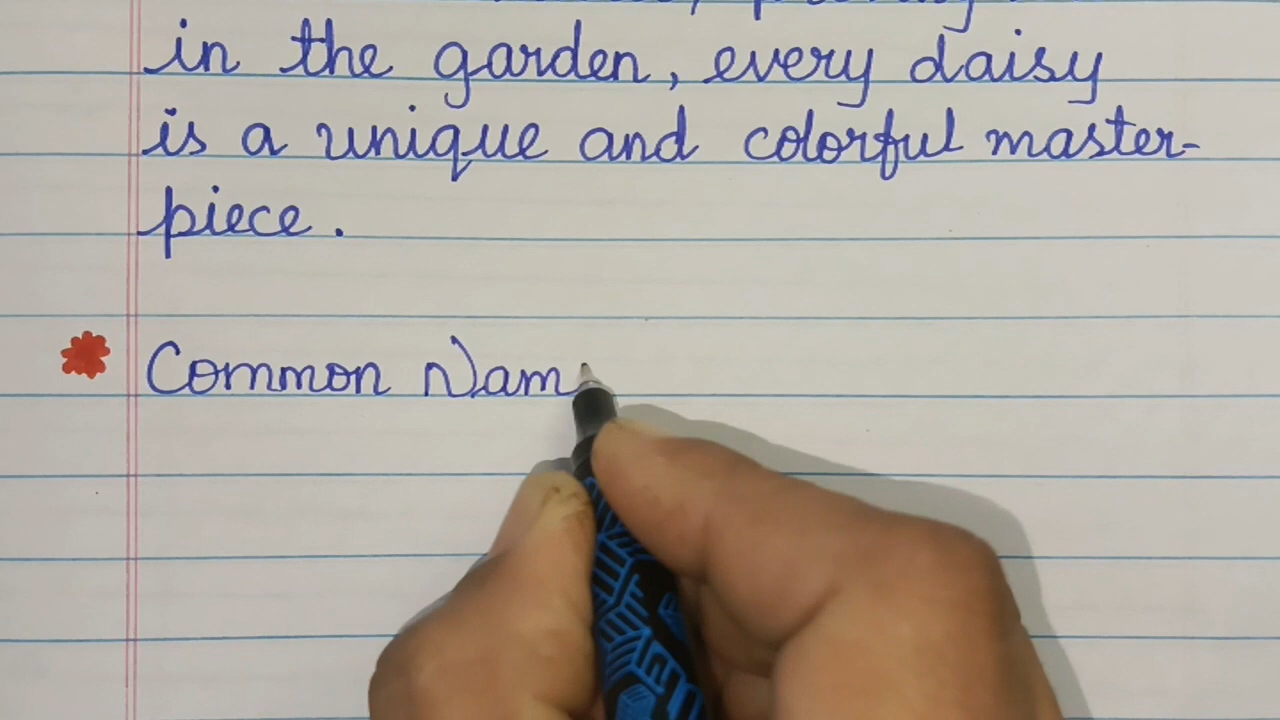 in the garden, every daisy
is a unique and colorful master-
piece.
Common Nam